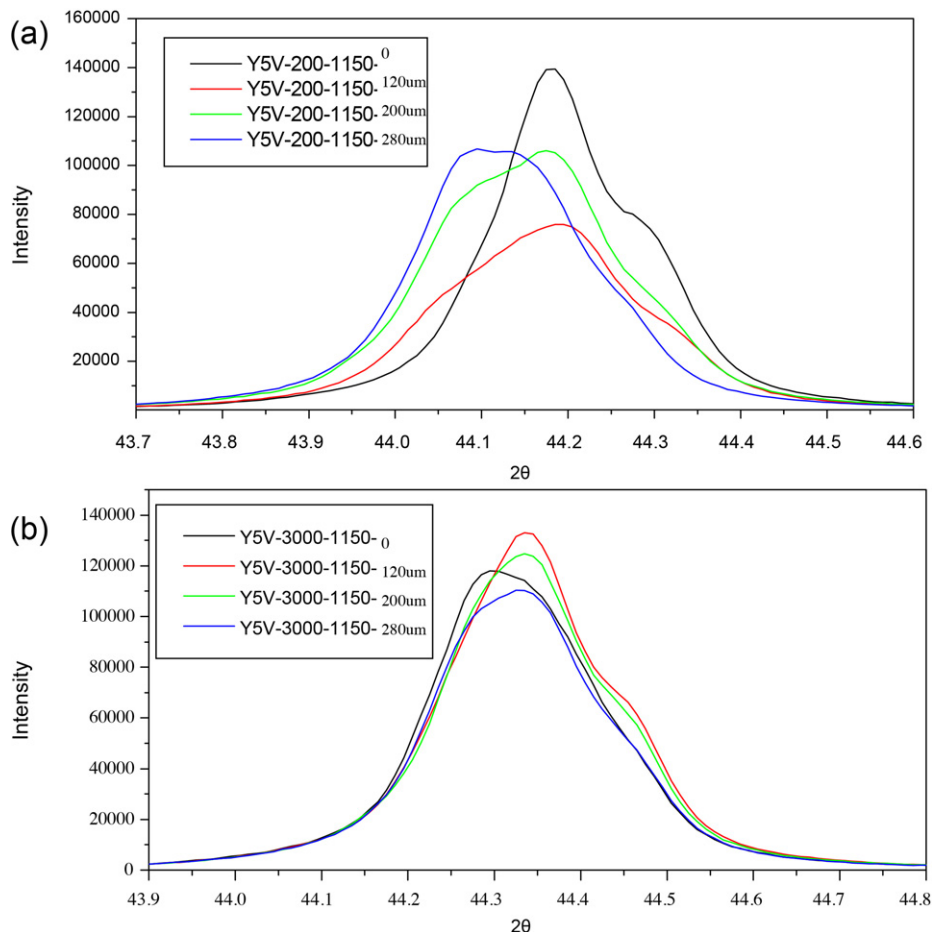 (a)
160000
140000
120000
100000
80000
60000
40000
20000
Intensity
Y5V-200-1150-0
Y5V-200-1150-120um
Y5V-200-1150-200um
Y5V-200-1150-280um
43.7 43.8 43.9 44.0 44.1 44.2 44.3 44.4 44.5 44.6
2θ
(b)
140000
120000
100000
80000
60000
40000
20000
0
Intensity
Y5V-3000-1150-0
Y5V-3000-1150-120um
Y5V-3000-1150-200um
Y5V-3000-1150-280um
43.9 44.0 44.1 44.2 44.3 44.4 44.5 44.6 44.7 44.8
2θ